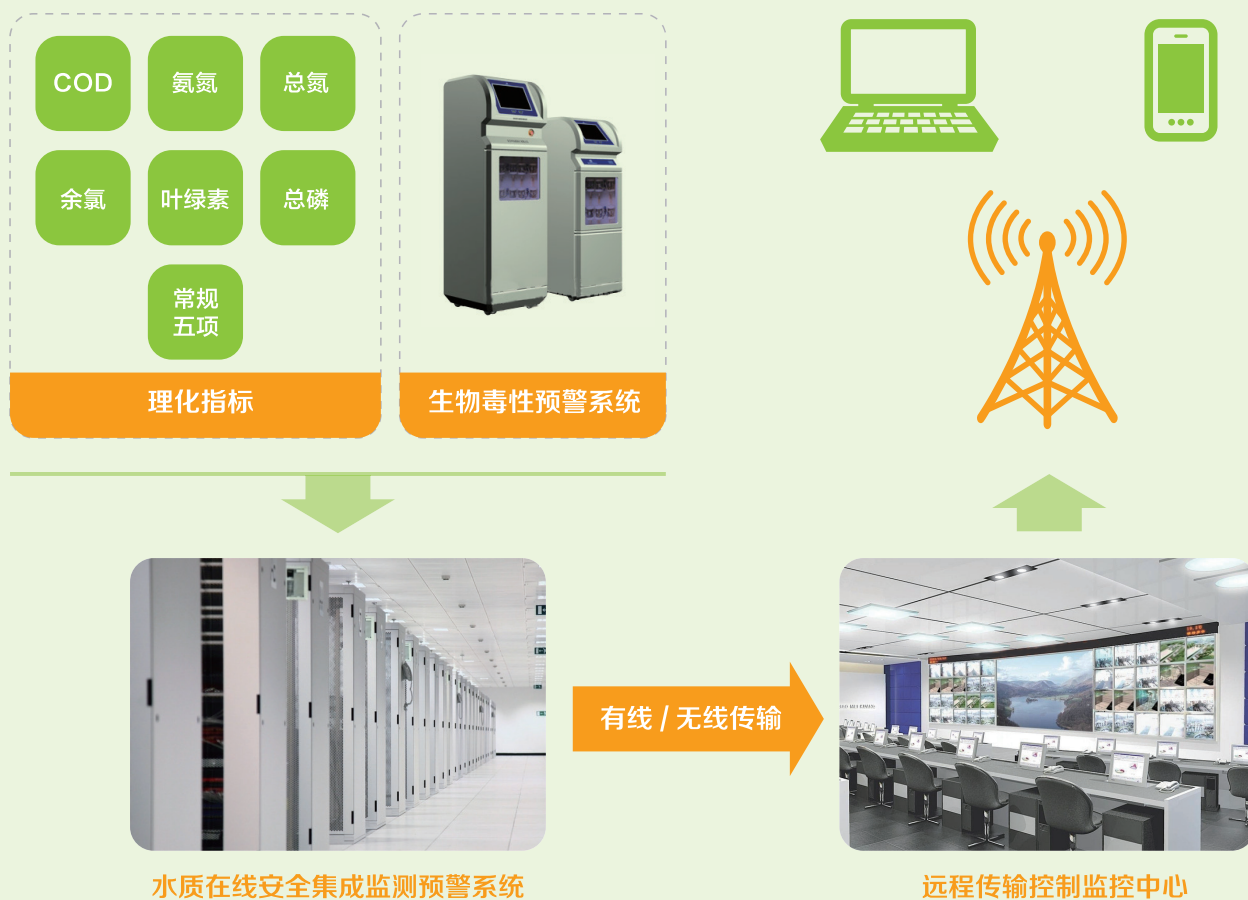 COD
氨氮
总氮
余氯
叶绿素
总磷
常规
五项
理化指标
生物毒性预警系统
有线 / 无线传输
水质在线安全集成监测预警系统
远程传输控制监控中心